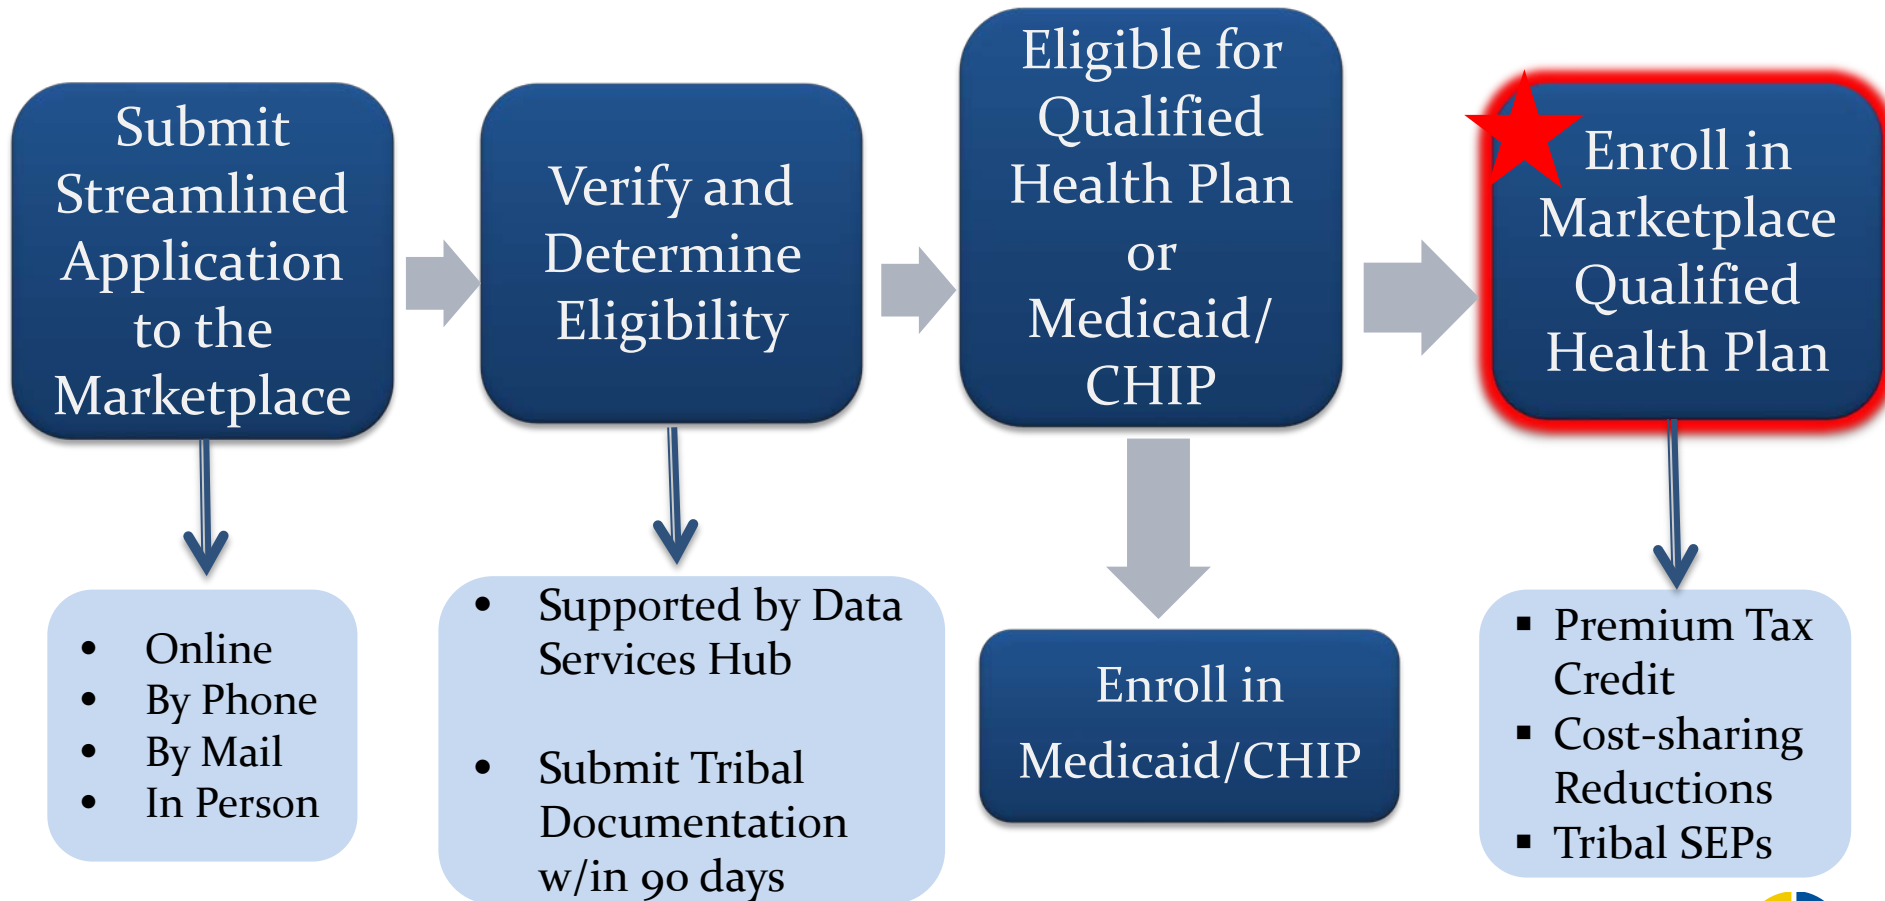 Submit
Streamlined
Application
to the
Marketplace
Verify and
Determine
Eligibility
Eligible for
Qualified
Health Plan
or
Medicaid/
CHIP
Enroll in
Marketplace
Qualified
Health Plan
• Online
• By Phone
• By Mail
• In Person
• Supported by Data
Services Hub
• Submit Tribal
Documentation
w/in 90 days
Enroll in
Medicaid/CHIP
▪ Premium Tax
Credit
▪ Cost-sharing
Reductions
▪ Tribal SEPs